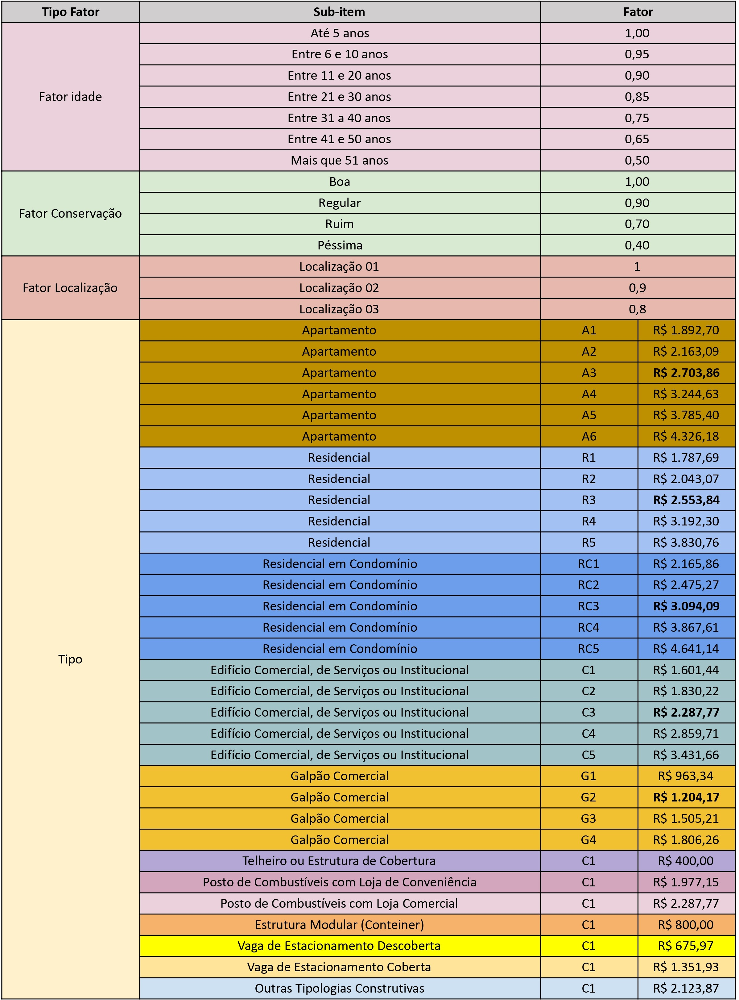 Tipo Fator Sub-item Fator
Fator idade
Até 5 anos 1,00
Entre 6 e 10 anos 0,95
Entre 11 e 20 anos 0,90
Entre 21 e 30 anos 0,85
Entre 31 a 40 anos 0,75
Entre 41 e 50 anos 0,65
Mais que 51 anos 0,50
Fator Conservação
Boa 1,00
Regular 0,90
Ruim 0,70
Péssima 0,40
Fator Localização
Localização 01 1
Localização 02 0,9
Localização 03 0,8
Tipo
Apartamento A1 R$ 1.892,70
Apartamento A2 R$ 2.163,09
Apartamento A3 R$ 2.703,86
Apartamento A4 R$ 3.244,63
Apartamento A5 R$ 3.785,40
Apartamento A6 R$ 4.326,18
Residencial R1 R$ 1.787,69
Residencial R2 R$ 2.043,07
Residencial R3 R$ 2.553,84
Residencial R4 R$ 3.192,30
Residencial R5 R$ 3.830,76
Residencial em Condomínio RC1 R$ 2.165,86
Residencial em Condomínio RC2 R$ 2.475,27
Residencial em Condomínio RC3 R$ 3.094,09
Residencial em Condomínio RC4 R$ 3.867,61
Residencial em Condomínio RC5 R$ 4.641,14
Edifício Comercial, de Serviços ou Institucional C1 R$ 1.601,44
Edifício Comercial, de Serviços ou Institucional C2 R$ 1.830,22
Edifício Comercial, de Serviços ou Institucional C3 R$ 2.287,77
Edifício Comercial, de Serviços ou Institucional C4 R$ 2.859,71
Edifício Comercial, de Serviços ou Institucional C5 R$ 3.431,66
Galpão Comercial G1 R$ 963,34
Galpão Comercial G2 R$ 1.204,17
Galpão Comercial G3 R$ 1.505,21
Galpão Comercial G4 R$ 1.806,26
Telheiro ou Estrutura de Cobertura C1 R$ 400,00
Posto de Combustíveis com Loja de Conveniência C1 R$ 1.977,15
Posto de Combustíveis com Loja Comercial C1 R$ 2.287,77
Estrutura Modular (Conteiner) C1 R$ 800,00
Vaga de Estacionamento Descoberta C1 R$ 675,97
Vaga de Estacionamento Coberta C1 R$ 1.351,93
Outras Tipologias Construtivas C1 R$ 2.123,87